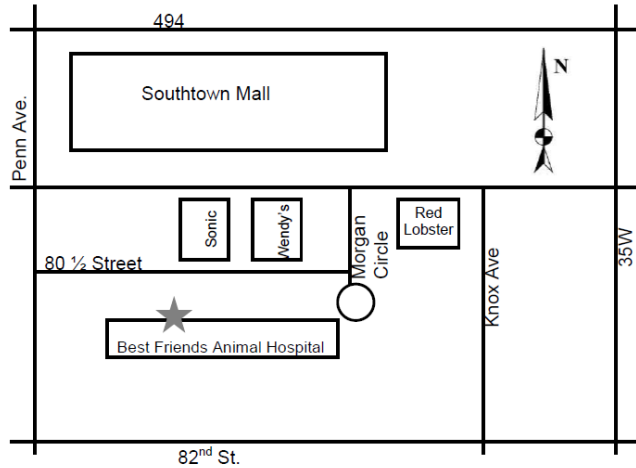 494
Southtown Mall
N
Penn Ave.
Sonic
Wendy's
Morgan
Circle
Red
Lobster
35W
80 ½ Street
Knox Ave
Best Friends Animal Hospital
82nd St.